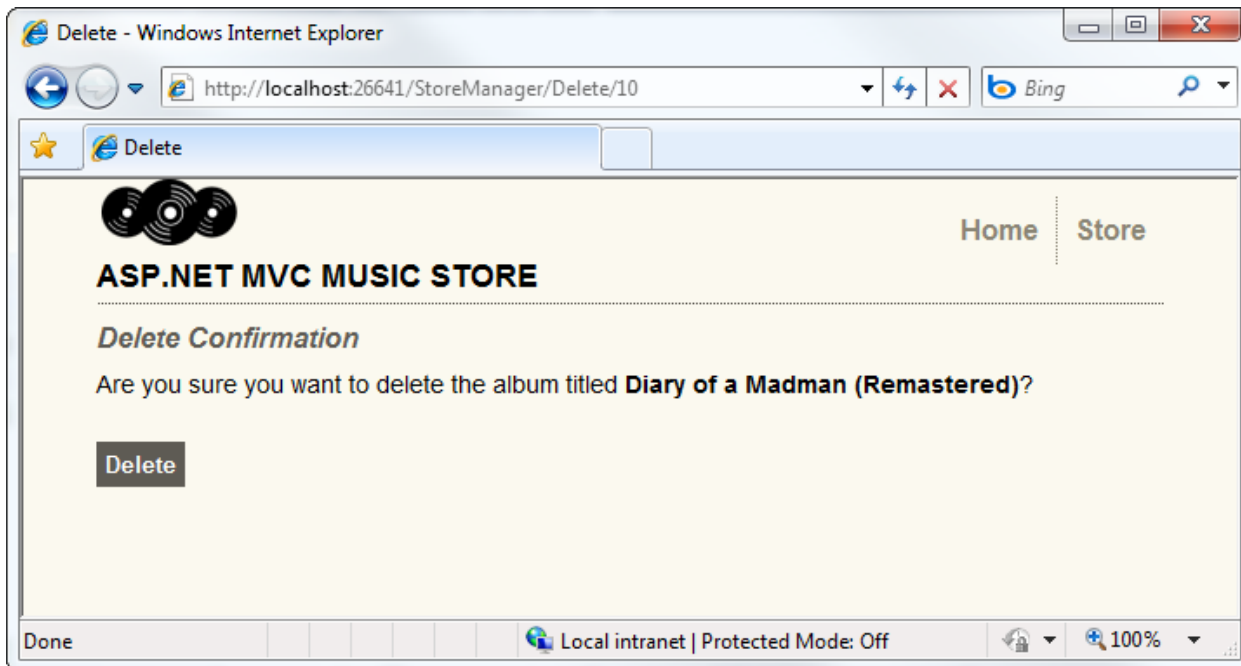 Delete - Windows Internet Explorer
http://localhost:26641/StoreManager/Delete/10 Bing
Delete
Home Store
ASP.NET MVC MUSIC STORE
Delete Confirmation
Are you sure you want to delete the album titled Diary of a Madman (Remastered)?
Delete
Done Local intranet | Protected Mode: Off 100%